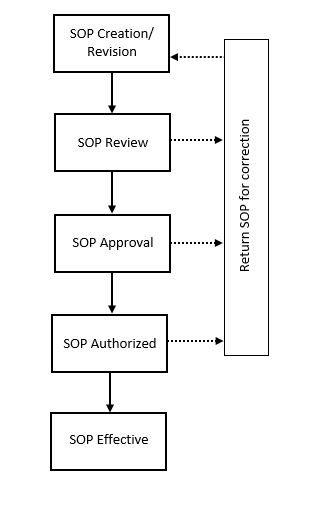 SOP Creation/
Revision
SOP Review
SOP Approval
SOP Authorized
SOP Effective
Return SOP for correction